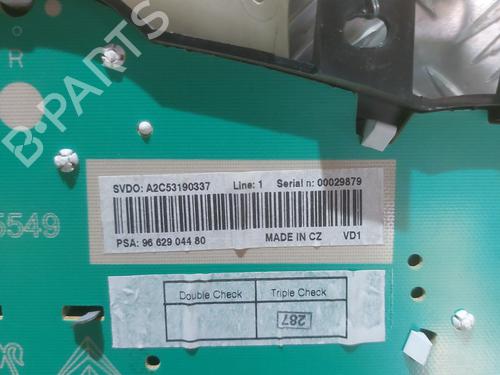 B-PARTS
R
SVDO: A2C53190337 Line: 1 Serial n: 00029879
5549
PSA: 96 629 044 80 MADE IN CZ VD1
Double Check Triple Check
287